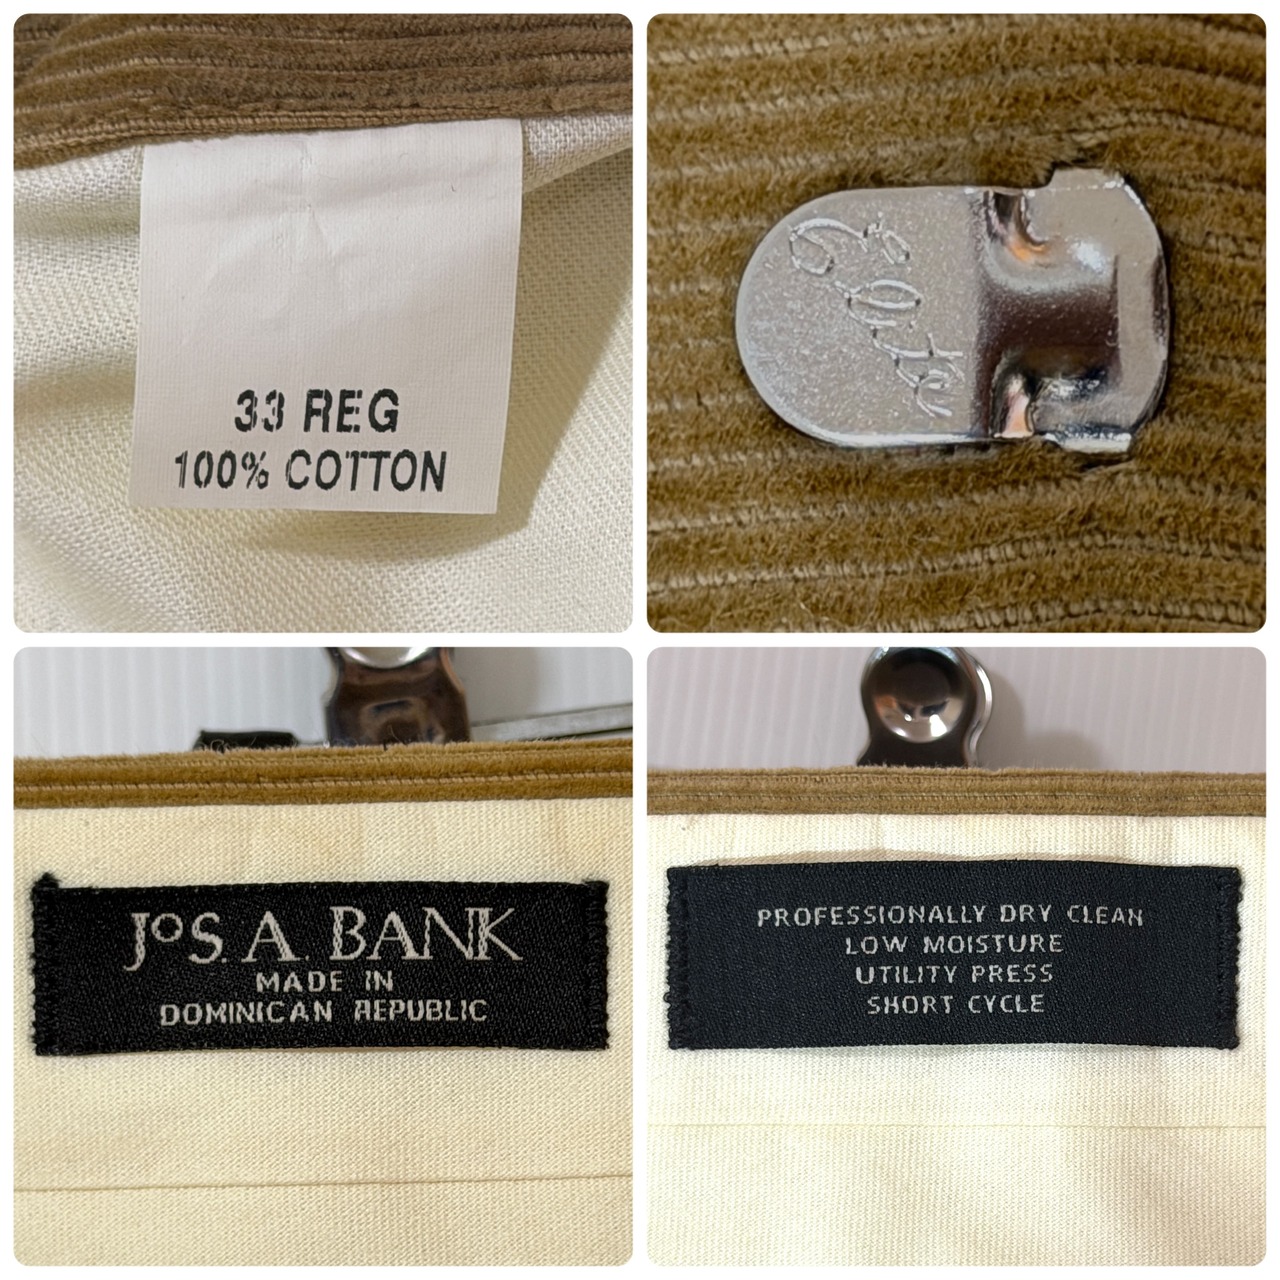 33 REG
100% COTTON
JOS. A. BANK
MADE IN
DOMINICAN REPUBLIC
PROFESSIONALLY DRY CLEAN
LOW MOISTURE
UTILITY PRESS
SHORT CYCLE